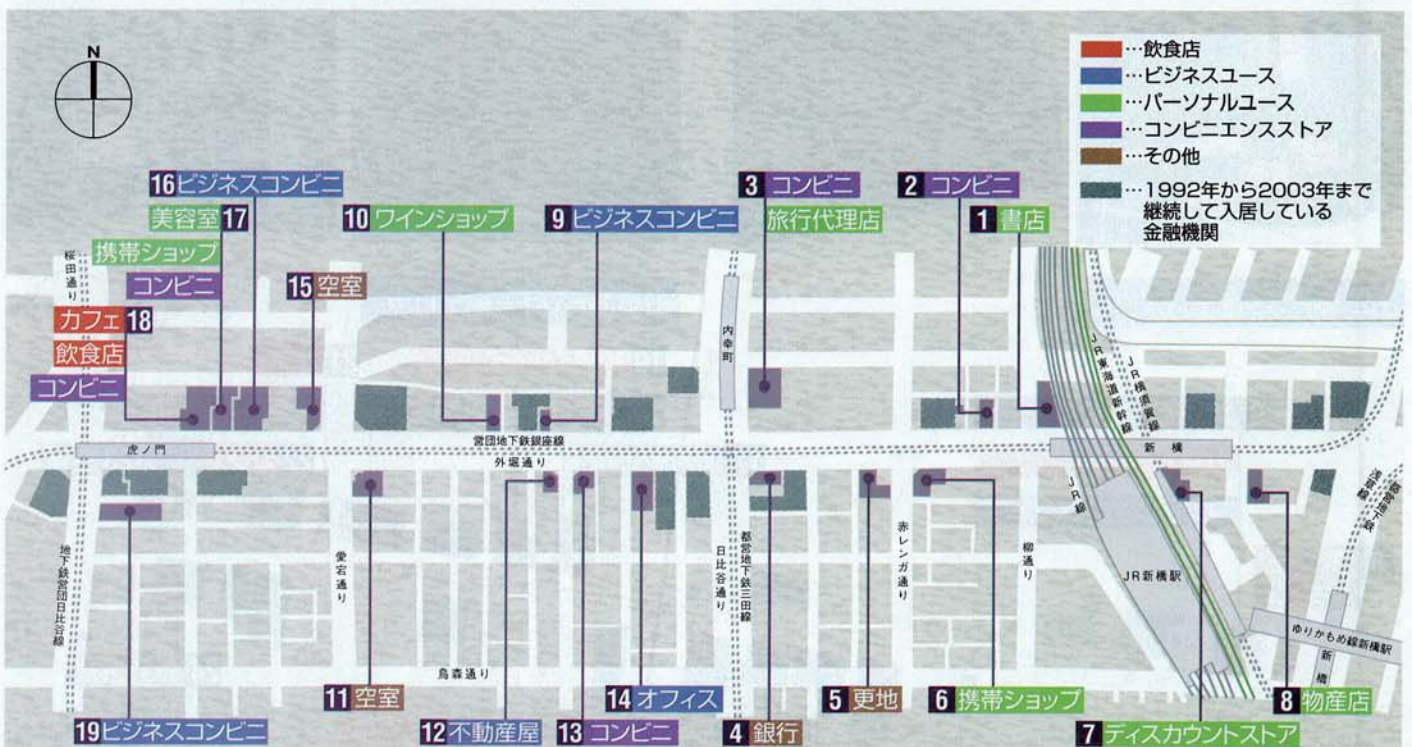 N
…飲食店
…ビジネスユース
…パーソナルユース
…コンビニエンスストア
…その他
…1992年から2003年まで
継続して入居している
金融機関
16 ビジネスコンビニ
美容室 17
携帯ショップ
コンビニ
10 ワインショップ
9 ビジネスコンビニ
3 コンビニ
旅行代理店
2 コンビニ
1 書店
15 空室
カフェ 18
飲食店
コンビニ
桜田通り
内幸町
JR東海道新幹線
JR横須賀線
営団地下鉄銀座線
外堀通り
虎ノ門
新橋
JR線
都営地下鉄
浅草線
地下鉄営団日比谷線
愛宕通り
日比谷通り
都営地下鉄三田線
赤レンガ通り
柳通り
JR新橋駅
ゆりかもめ線新橋駅
新橋
烏森通り
11 空室
14 オフィス
5 更地
6 携帯ショップ
8 物産店
19 ビジネスコンビニ
12 不動産屋
13 コンビニ
4 銀行
7 ディスカウントストア